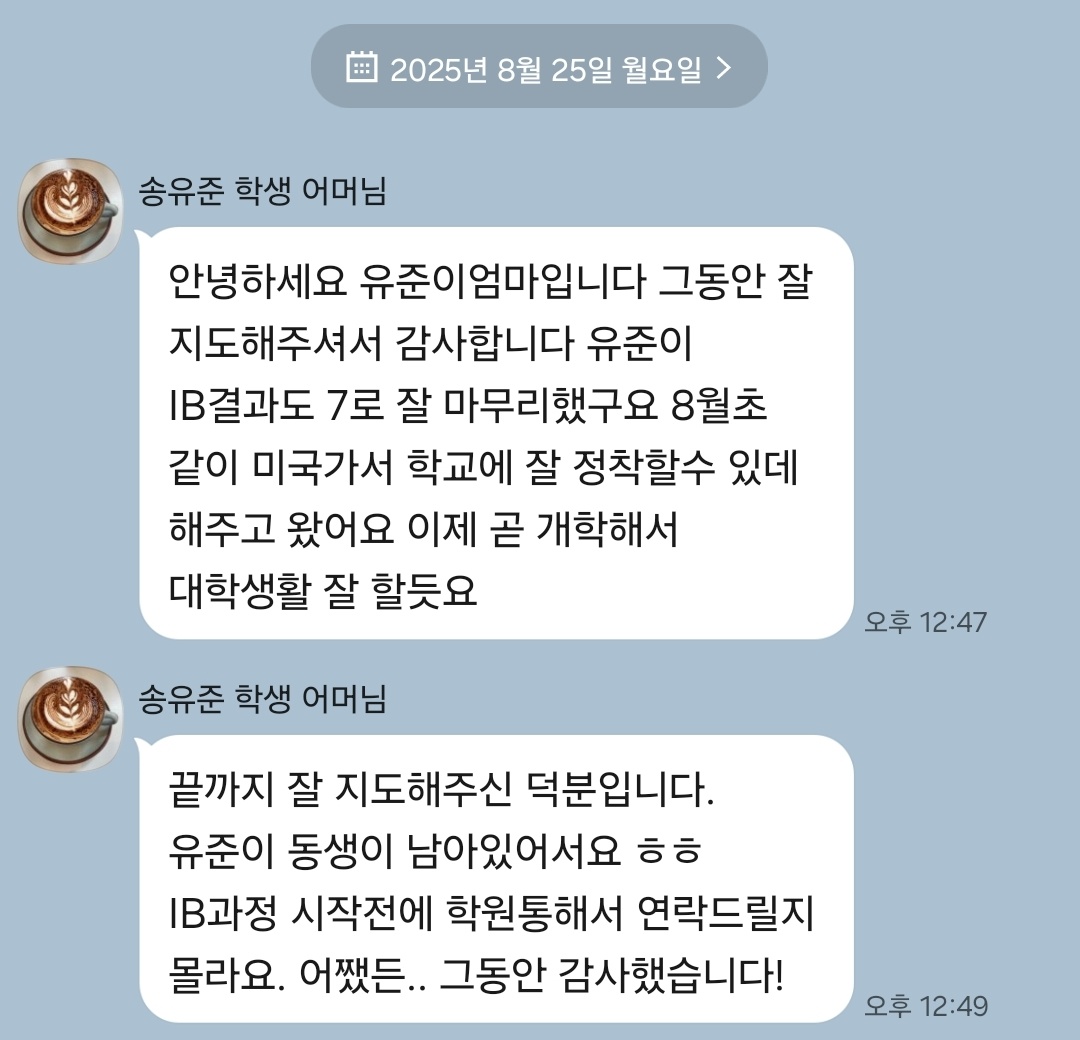 2025년 8월 25일 월요일
송유준 학생 어머님
안녕하세요 유준이엄마입니다 그동안 잘
지도해주셔서 감사합니다 유준이
IB결과도 7로 잘 마무리했구요 8월초
같이 미국가서 학교에 잘 정착할수 있데
해주고 왔어요 이제 곧 개학해서
대학생활 잘 할듯요
오후 12:47
송유준 학생 어머님
끝까지 잘 지도해주신 덕분입니다.
유준이 동생이 남아있어서요 ㅎㅎ
IB과정 시작전에 학원통해서 연락드릴지
몰라요. 어쨌든.. 그동안 감사했습니다!
오후 12:49